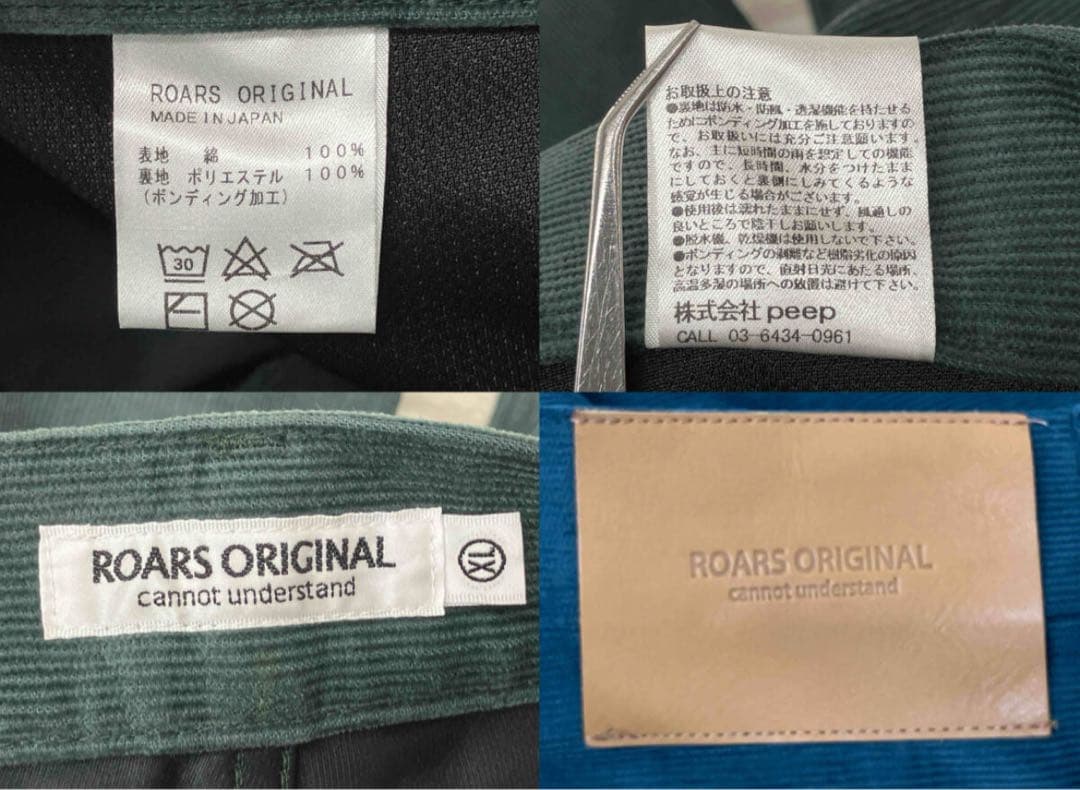 ROARS ORIGINAL
MADE IN JAPAN
表地 綿 100%
裏地 ポリエステル 100%
(ボンディング加工)
30
お取扱上の注意
●裏地は防水・防風・透湿機能を持たせる
ためにボンディング加工を施しておりますの
で、お取扱いには充分ご注意願います。
なお、主に短時間の雨を想定しての機能
ですので、長時間、水分をつけたまま
にしておくと裏側にしみてくるような
感覚が生じる場合がございます。
●使用後は濡れたままにせず、風通しの
良いところで陰干しお願いします。
●脱水機、乾燥機は使用しないで下さい。
●ボンディングの剥離など樹脂劣化の原因
となりますので、直射日光にあたる場所、
高温多湿の場所への放置は避けて下さい。
株式会社 peep
CALL 03-6434-0961
ROARS ORIGINAL
cannot understand
XL
ROARS ORIGINAL
cannot understand